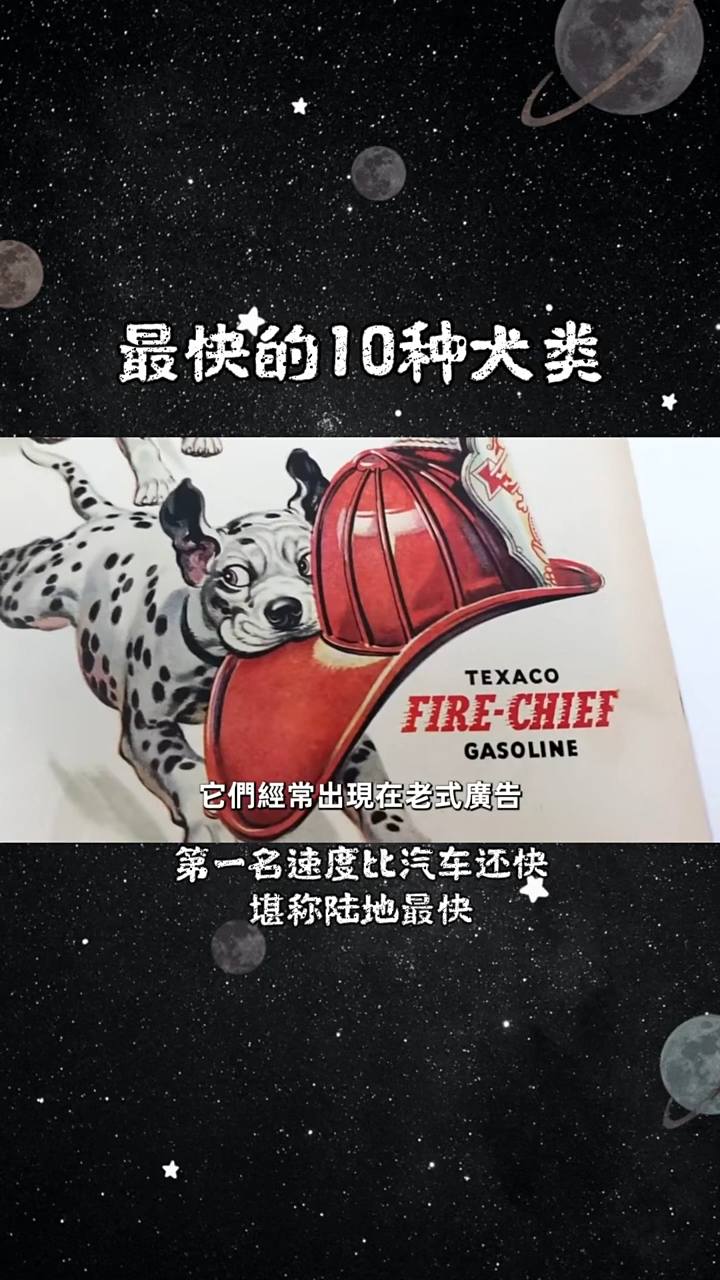 最快的10种犬类
TEXACO
FIRE-CHIEF
GASOLINE
它們經常出現在老式廣告
第一名速度比汽车还快
堪称陆地最快